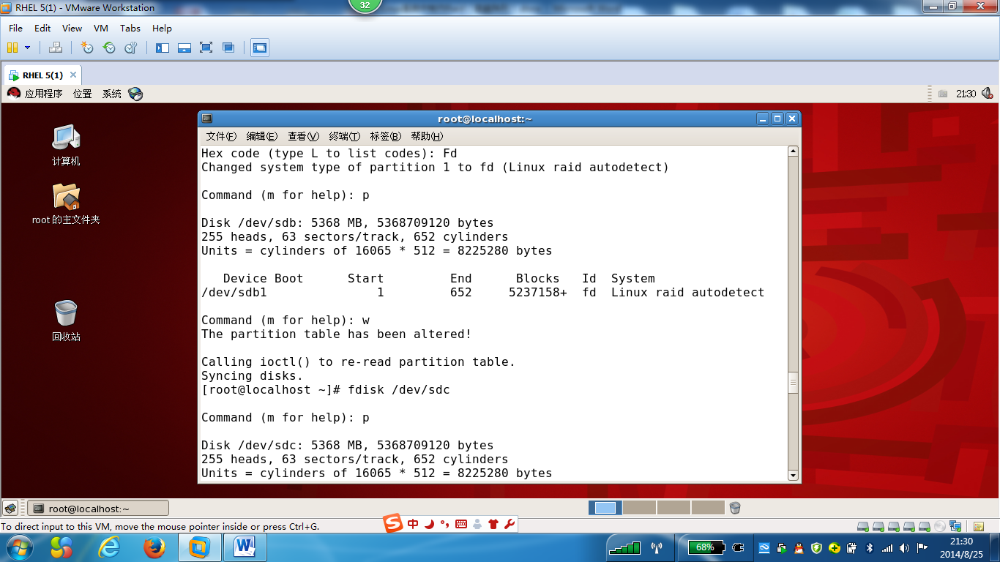 RHEL 5(1) - VMware Workstation
32
File Edit View VM Tabs Help
RHEL 5(1)
应用程序 位置 系统 21:30
计算机
root 的主文件夹
回收站
root@localhost:~
文件(F) 编辑(E) 查看(V) 终端(T) 标签(B) 帮助(H)
Hex code (type L to list codes): Fd
Changed system type of partition 1 to fd (Linux raid autodetect)
Command (m for help): p
Disk /dev/sdb: 5368 MB, 5368709120 bytes
255 heads, 63 sectors/track, 652 cylinders
Units = cylinders of 16065 * 512 = 8225280 bytes
Device Boot Start End Blocks Id System
/dev/sdb1 1 652 5237158+ fd Linux raid autodetect
Command (m for help): w
The partition table has been altered!
Calling ioctl() to re-read partition table.
Syncing disks.
[root@localhost ~]# fdisk /dev/sdc
Command (m for help): p
Disk /dev/sdc: 5368 MB, 5368709120 bytes
255 heads, 63 sectors/track, 652 cylinders
Units = cylinders of 16065 * 512 = 8225280 bytes
root@localhost:~
To direct input to this VM, move the mouse pointer inside or press Ctrl+G.
中
68%
21:30
2014/8/25